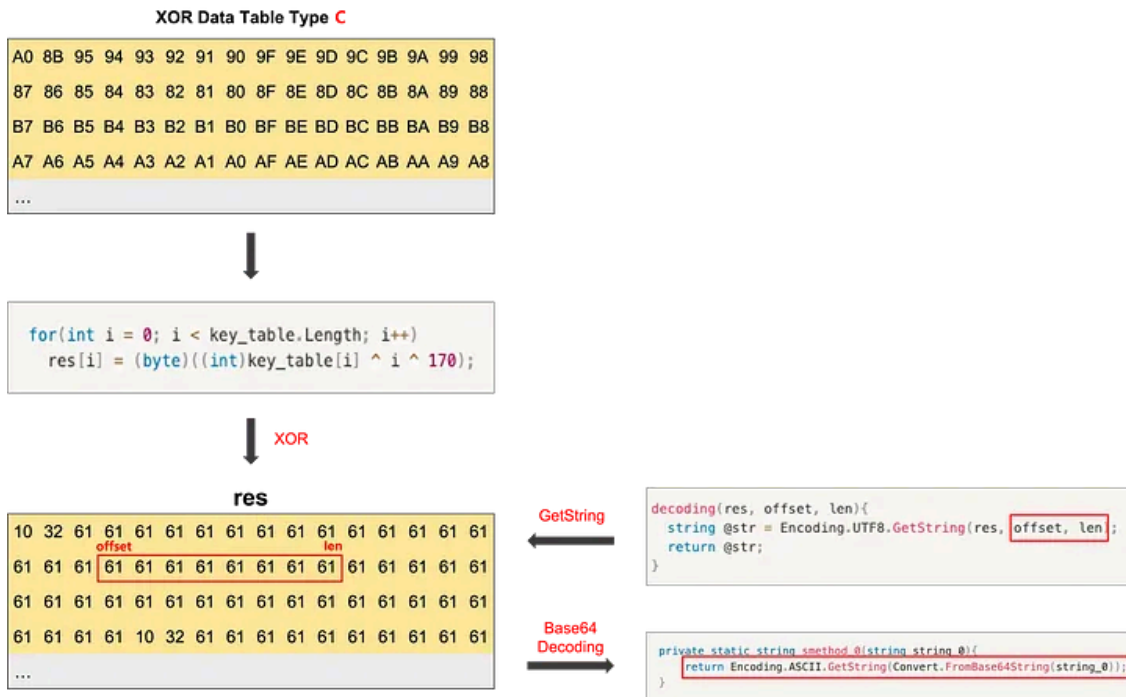 XOR Data Table Type C
A0 8B 95 94 93 92 91 90 9F 9E 9D 9C 9B 9A 99 98
87 86 85 84 83 82 81 80 8F 8E 8D 8C 8B 8A 89 88
B7 B6 B5 B4 B3 B2 B1 B0 BF BE BD BC BB BA B9 B8
A7 A6 A5 A4 A3 A2 A1 A0 AF AE AD AC AB AA A9 A8
...
for(int i = 0; i < key_table.Length; i++)
res[i] = (byte)((int)key_table[i] ^ i ^ 170);
XOR
res
10 32 61 61 61 61 61 61 61 61 61 61 61 61 61 61
offset len
61 61 61 61 61 61 61 61 61 61 61 61 61 61 61 61
61 61 61 61 61 61 61 61 61 61 61 61 61 61 61 61
61 61 61 61 10 32 61 61 61 61 61 61 61 61 61 61
...
GetString
decoding(res, offset, len){
string @str = Encoding.UTF8.GetString(res, offset, len);
return @str;
}
Base64
Decoding
private static string smethod_0(string string_0){
return Encoding.ASCII.GetString(Convert.FromBase64String(string_0));
}